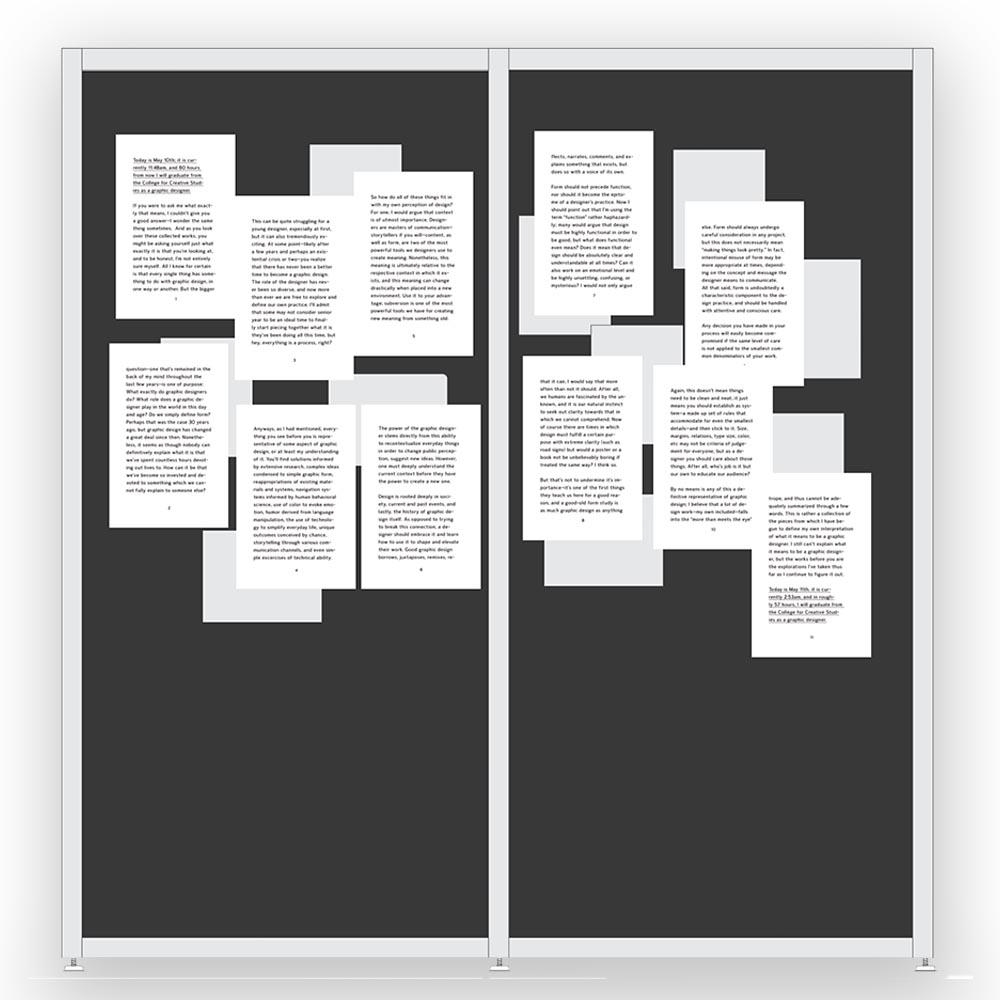 Today is May 10th; it is cur-
rently 11:48am, and 60 hours
from now I will graduate from
the College for Creative Stud-
ies as a graphic designer.
If you were to ask me what exact-
ly that means, I couldn't give you
a good answer—I wonder the same
thing sometimes. And as you look
over these collected works, you
might be asking yourself just what
exactly it is that you're looking at,
and to be honest, I'm not entirely
sure myself. All I know for certain
is that every single thing has some-
thing to do with graphic design, in
one way or another. But the bigger
1
question—one that's remained in the
back of my mind throughout the
last few years—is one of purpose:
What exactly do graphic designers
do? What role does a graphic de-
signer play in the world in this day
and age? Do we simply define form?
Perhaps that was the case 30 years
ago, but graphic design has changed
a great deal since then. Nonethe-
less, it seems as though nobody can
definitively explain what it is that
we've spent countless hours devot-
ing out lives to. How can it be that
we've become so invested and de-
voted to something which we can-
not fully explain to someone else?
2
This can be quite struggling for a
young designer, especially at first,
but it can also tremendously ex-
citing. At some point—likely after
a few years and perhaps an exis-
tential crisis or two—you realize
that there has never been a better
time to become a graphic designer.
The role of the designer has nev-
er been so diverse, and now more
than ever we are free to explore and
define our own practice. I'll admit
that some may not consider senior
year to be an ideal time to final-
ly start piecing together what it is
they've been doing all this time, but
hey, everything is a process, right?
3
Anyways, as I had mentioned, every-
thing you see before you is repre-
sentative of some aspect of graphic
design, or at least my understanding
of it. You'll find solutions informed
by extensive research, complex ideas
condensed to simple graphic form,
reappropriations of existing mate-
rials and systems, navigation sys-
tems informed by human behavioral
science, use of color to evoke emo-
tion, humor derived from language
manipulation, the use of technolo-
gy to simplify everyday life, unique
outcomes conceived by chance,
storytelling through various com-
munication channels, and even sim-
ple excercises of technical ability.
4
So how do all of these things fit in
with my own perception of design?
For one, I would argue that context
is of utmost importance. Design-
ers are masters of communication—
storytellers if you will—content, as
well as form, are two of the most
powerful tools we designers use to
create meaning. Nonetheless, this
meaning is ultimately relative to the
respective context in which it ex-
ists, and this meaning can change
drastically when placed into a new
environment. Use it to your advan-
tage; subversion is one of the most
powerful tools we have for creating
new meaning from something old.
5
The power of the graphic design-
er stems directly from this ability
to recontextualize everyday things
in order to change public percep-
tion, suggest new ideas. However,
one must deeply understand the
current context before they have
the power to create a new one.
Design is rooted deeply in soci-
ety, current and past events, and
lastly, the history of graphic de-
sign itself. As opposed to trying
to break this connection, a de-
signer should embrace it and learn
how to use it to shape and elevate
their work. Good graphic design
borrows, juxtaposes, remixes, re-
6
flects, narrates, comments, and ex-
plains something that exists, but
does so with a voice of its own.
Form should not precede function,
nor should it become the epito-
me of a designer's practice. Now I
should point out that I'm using the
term "function" rather haphazard-
ly; many would argue that design
must be highly functional in order to
be good, but what does functional
even mean? Does it mean that de-
sign should be absolutely clear and
understandable at all times? Can it
also work on an emotional level and
be highly unsettling, confusing, or
mysterious? I would not only argue
7
that it can, I would say that more
often than not it should. After all,
we humans are fascinated by the un-
known, and it is our natural instinct
to seek out clarity towards that in
which we cannot comprehend. Now
of course there are times in which
design must fulfill a certain pur-
pose with extreme clarity (such as
road signs) but would a poster or a
book not be unbelievably boring if
treated the same way? I think so.
But that's not to undermine it's im-
portance—it's one of the first things
they teach us here for a good rea-
son, and a good-old form study is
as much graphic design as anything
8
else. Form should always undergo
careful consideration in any project,
but this does not necessarily mean
"making things look pretty." In fact,
intentional misuse of form may be
more appropriate at times, depend-
ing on the concept and message the
designer means to communicate.
All that said, form is undoubtedly a
characteristic component to the de-
sign practice, and should be handled
with attentive and conscious care.
Any decision you have made in your
process will easily become com-
promised if the same level of care
is not applied to the smallest com-
mon denominators of your work.
Again, this doesn't mean things
need to be clean and neat, it just
means you should establish as sys-
tem—a made up set of rules that
accommodate for even the smallest
details—and then stick to it. Size,
margins, relations, type size, color,
etc may not be criteria of judge-
ment for everyone, but as a de-
signer you should care about those
things. After all, who's job is it but
our own to educate our audience?
By no means is any of this a de-
finitive representative of graphic
design; I believe that a lot of de-
sign work—my own included—falls
into the "more than meets the eye"
10
trope, and thus cannot be ade-
quately summarized through a few
words. This is rather a collection of
the pieces from which I have be-
gun to define my own interpretation
of what it means to be a graphic
designer. I still can't explain what
it means to be a graphic design-
er, but the works before you are
the explorations I've taken thus
far as I continue to figure it out.
Today is May 11th, it is cur-
rently 2:53am, and in rough-
ly 57 hours, I will graduate from
the College for Creative Stud-
ies as a graphic designer.
11